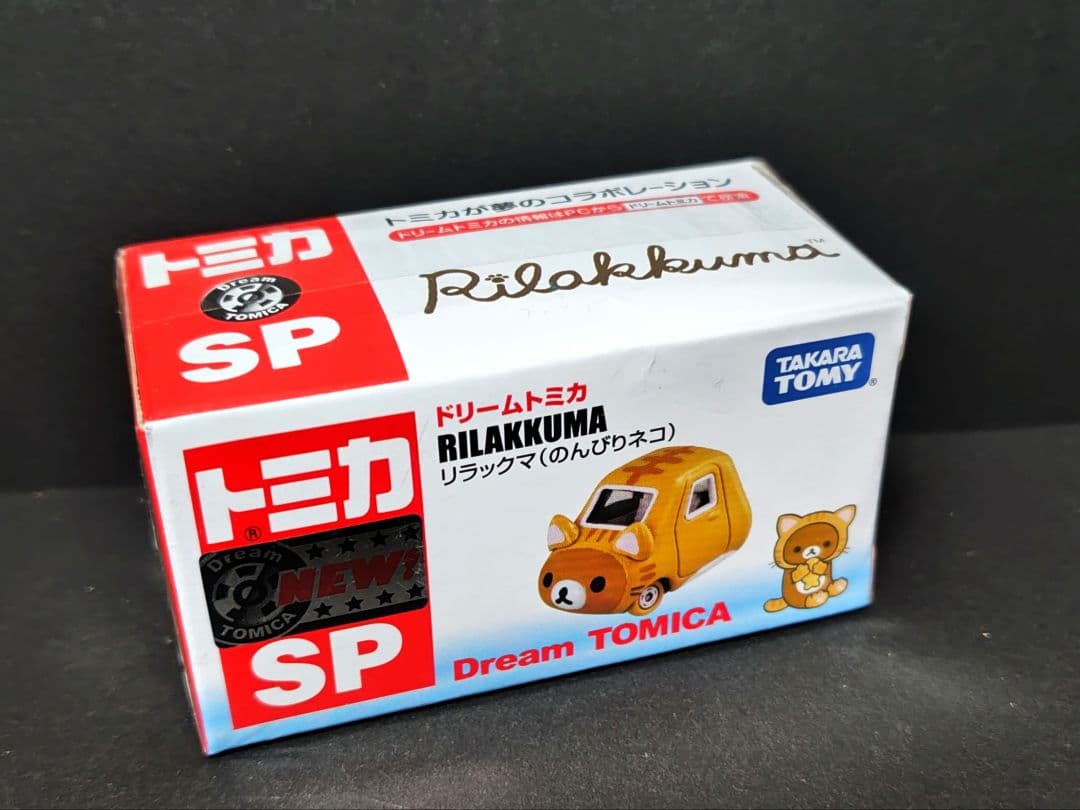 トミカ
Dream
TOMICA
SP
トミカが夢のコラボレーション
ドリームトミカの情報はPCから ドリームトミカ で検索
Rilakkuma™
トミカ®
Dream
NEW!
TOMICA
SP
ドリームトミカ
RILAKKUMA
リラックマ(のんびりネコ)
TAKARA
TOMY®
Dream TOMICA